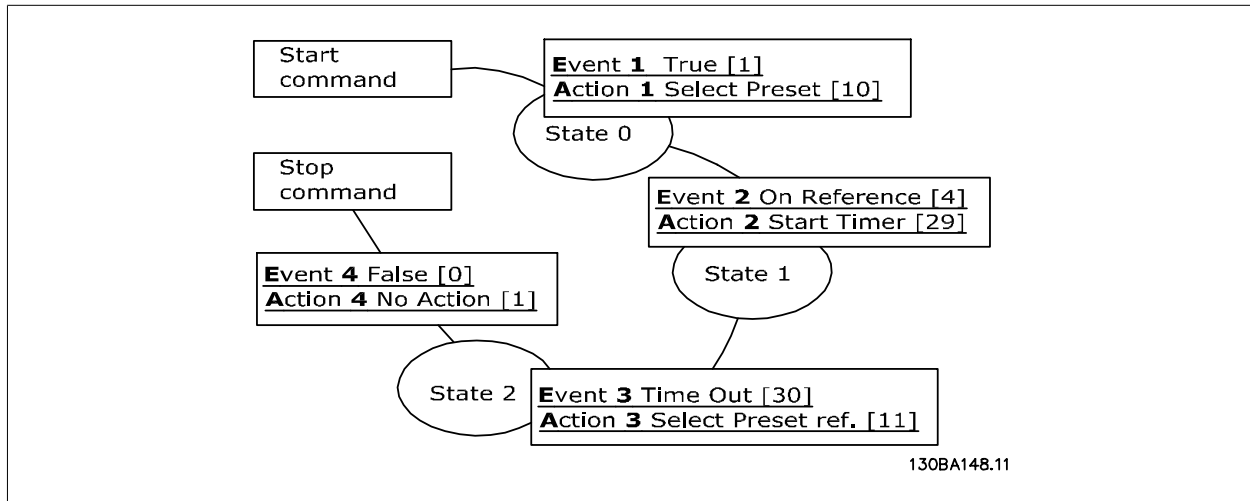 Start
command
Event 1 True [1]
Action 1 Select Preset [10]
State 0
Stop
command
Event 2 On Reference [4]
Action 2 Start Timer [29]
State 1
Event 4 False [0]
Action 4 No Action [1]
State 2
Event 3 Time Out [30]
Action 3 Select Preset ref. [11]
130BA148.11